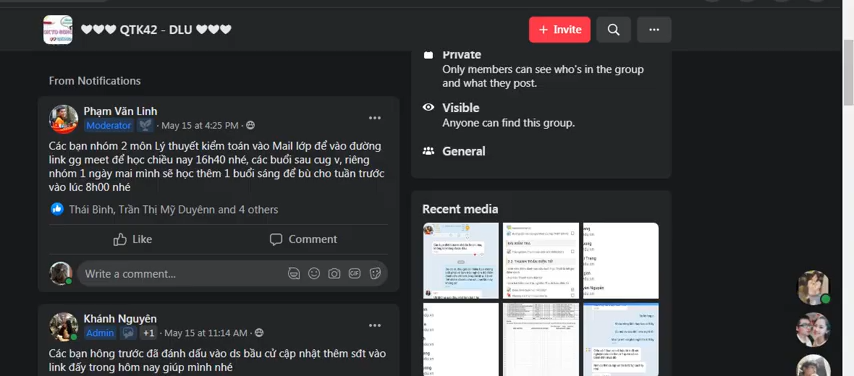 QTK42 - DLU
Invite
From Notifications
Phạm Văn Linh
Moderator · May 15 at 4:25 PM ·
Các bạn nhóm 2 môn Lý thuyết kiểm toán vào Mail lớp để vào đường
link gg meet để học chiều nay 16h40 nhé, các buổi sau cug v, riêng
nhóm 1 ngày mai mình sẽ học thêm 1 buổi sáng để bù cho tuần trước
vào lúc 8h00 nhé
Thái Bình, Trần Thị Mỹ Duyênn and 4 others
Like
Comment
Write a comment...
Khánh Nguyên
Admin +1 · May 15 at 11:14 AM ·
Các bạn hông trước đã đánh dấu vào ds bầu cử cập nhật thêm sđt vào
link đấy trong hôm nay giúp mình nhé
Private
Only members can see who's in the group
and what they post.
Visible
Anyone can find this group.
General
Recent media